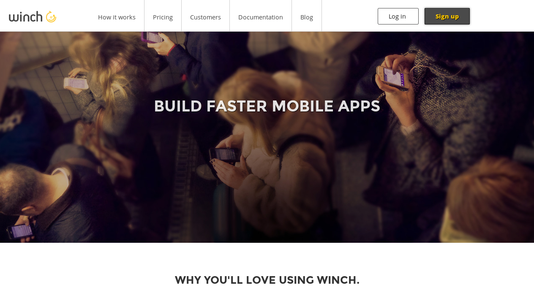 winch
How it works
Pricing
Customers
Documentation
Blog
Log in
Sign up
BUILD FASTER MOBILE APPS
WHY YOU'LL LOVE USING WINCH.